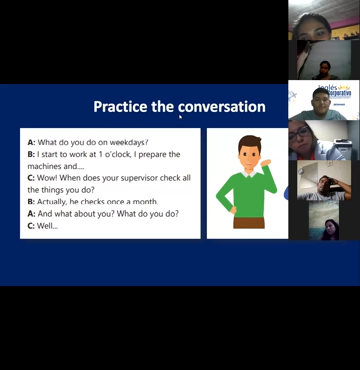 Practice the conversation
A: What do you do on weekdays?
B: I start to work at 1 o'clock, I prepare the
machines and....
C: Wow! When does your supervisor check all
the things you do?
B: Actually, he checks once a month.
A: And what about you? What do you do?
C: Well...
Inglés
corporativo